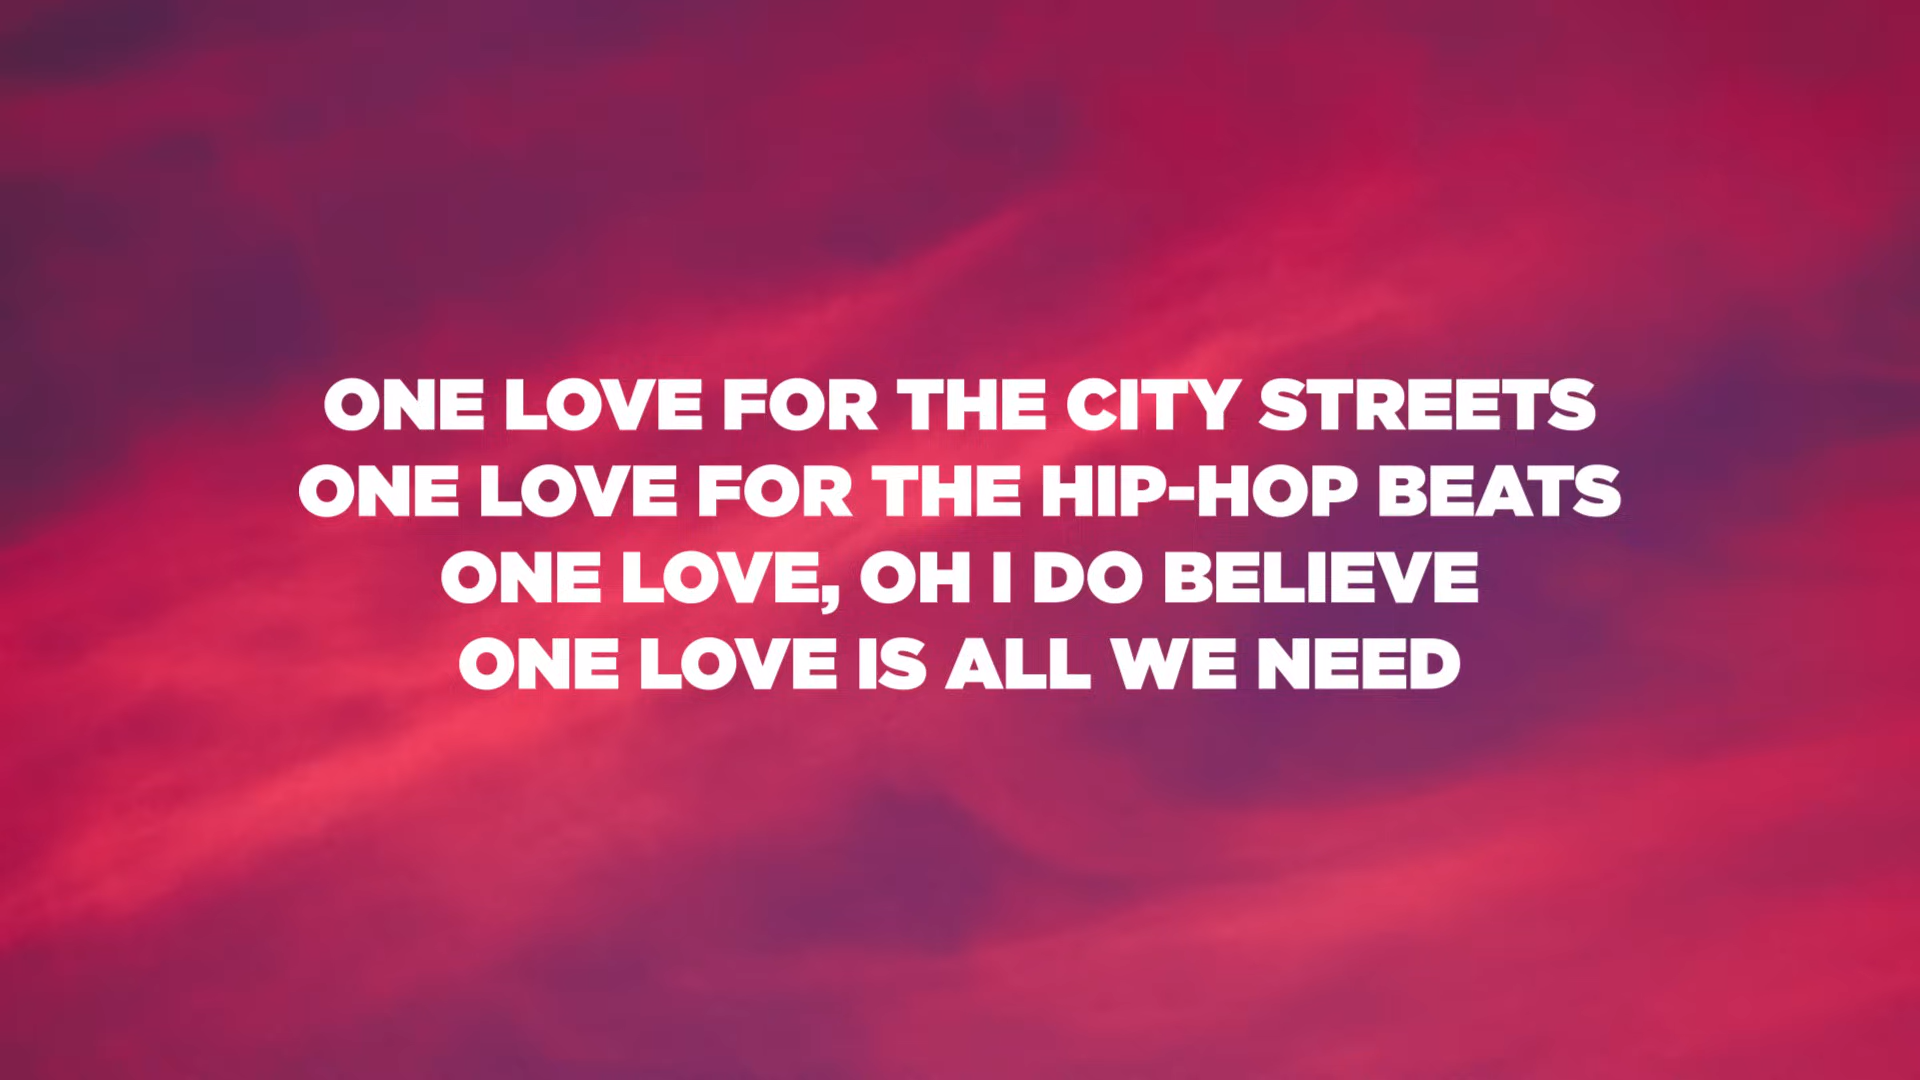 ONE LOVE FOR THE CITY STREETS
ONE LOVE FOR THE HIP-HOP BEATS
ONE LOVE, OH I DO BELIEVE
ONE LOVE IS ALL WE NEED